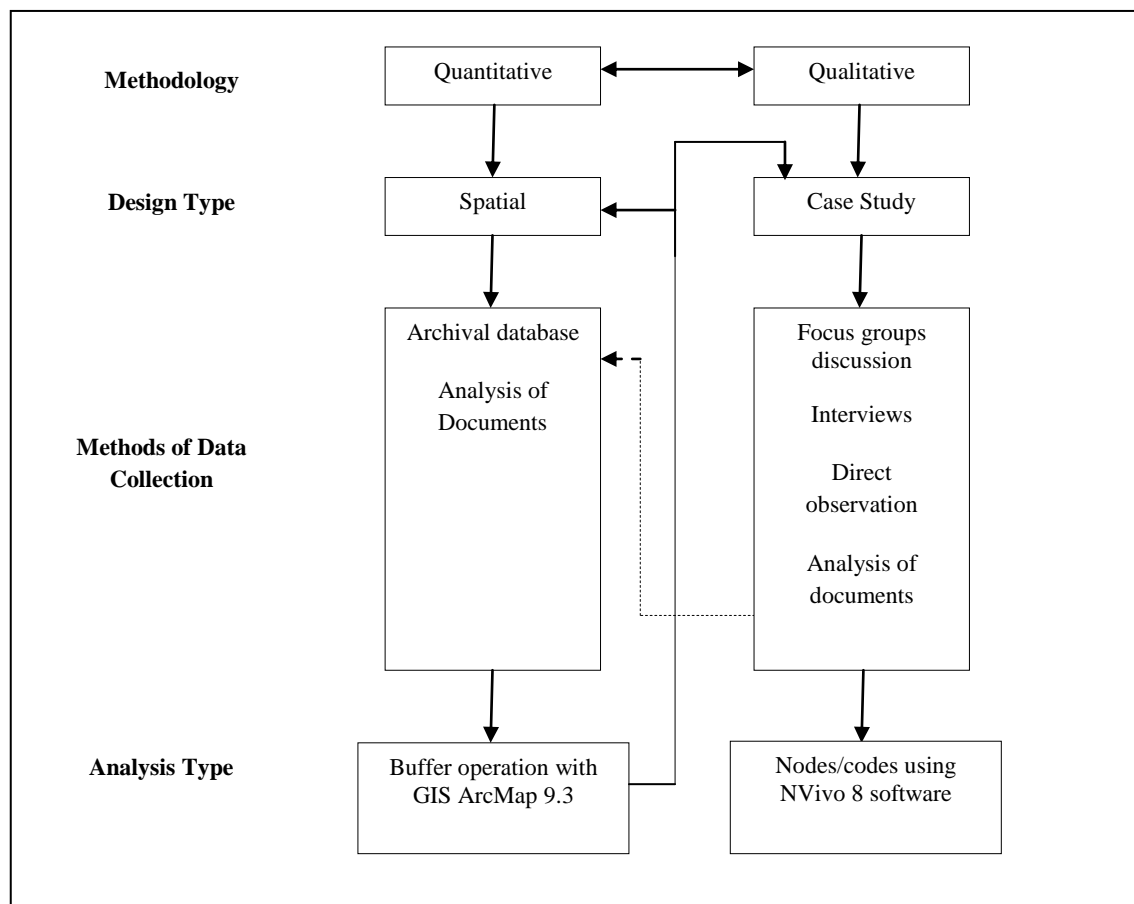 Methodology
Quantitative
Qualitative
Design Type
Spatial
Case Study
Methods of Data
Collection
Archival database
Analysis of
Documents
Focus groups
discussion
Interviews
Direct
observation
Analysis of
documents
Analysis Type
Buffer operation with
GIS ArcMap 9.3
Nodes/codes using
NVivo 8 software